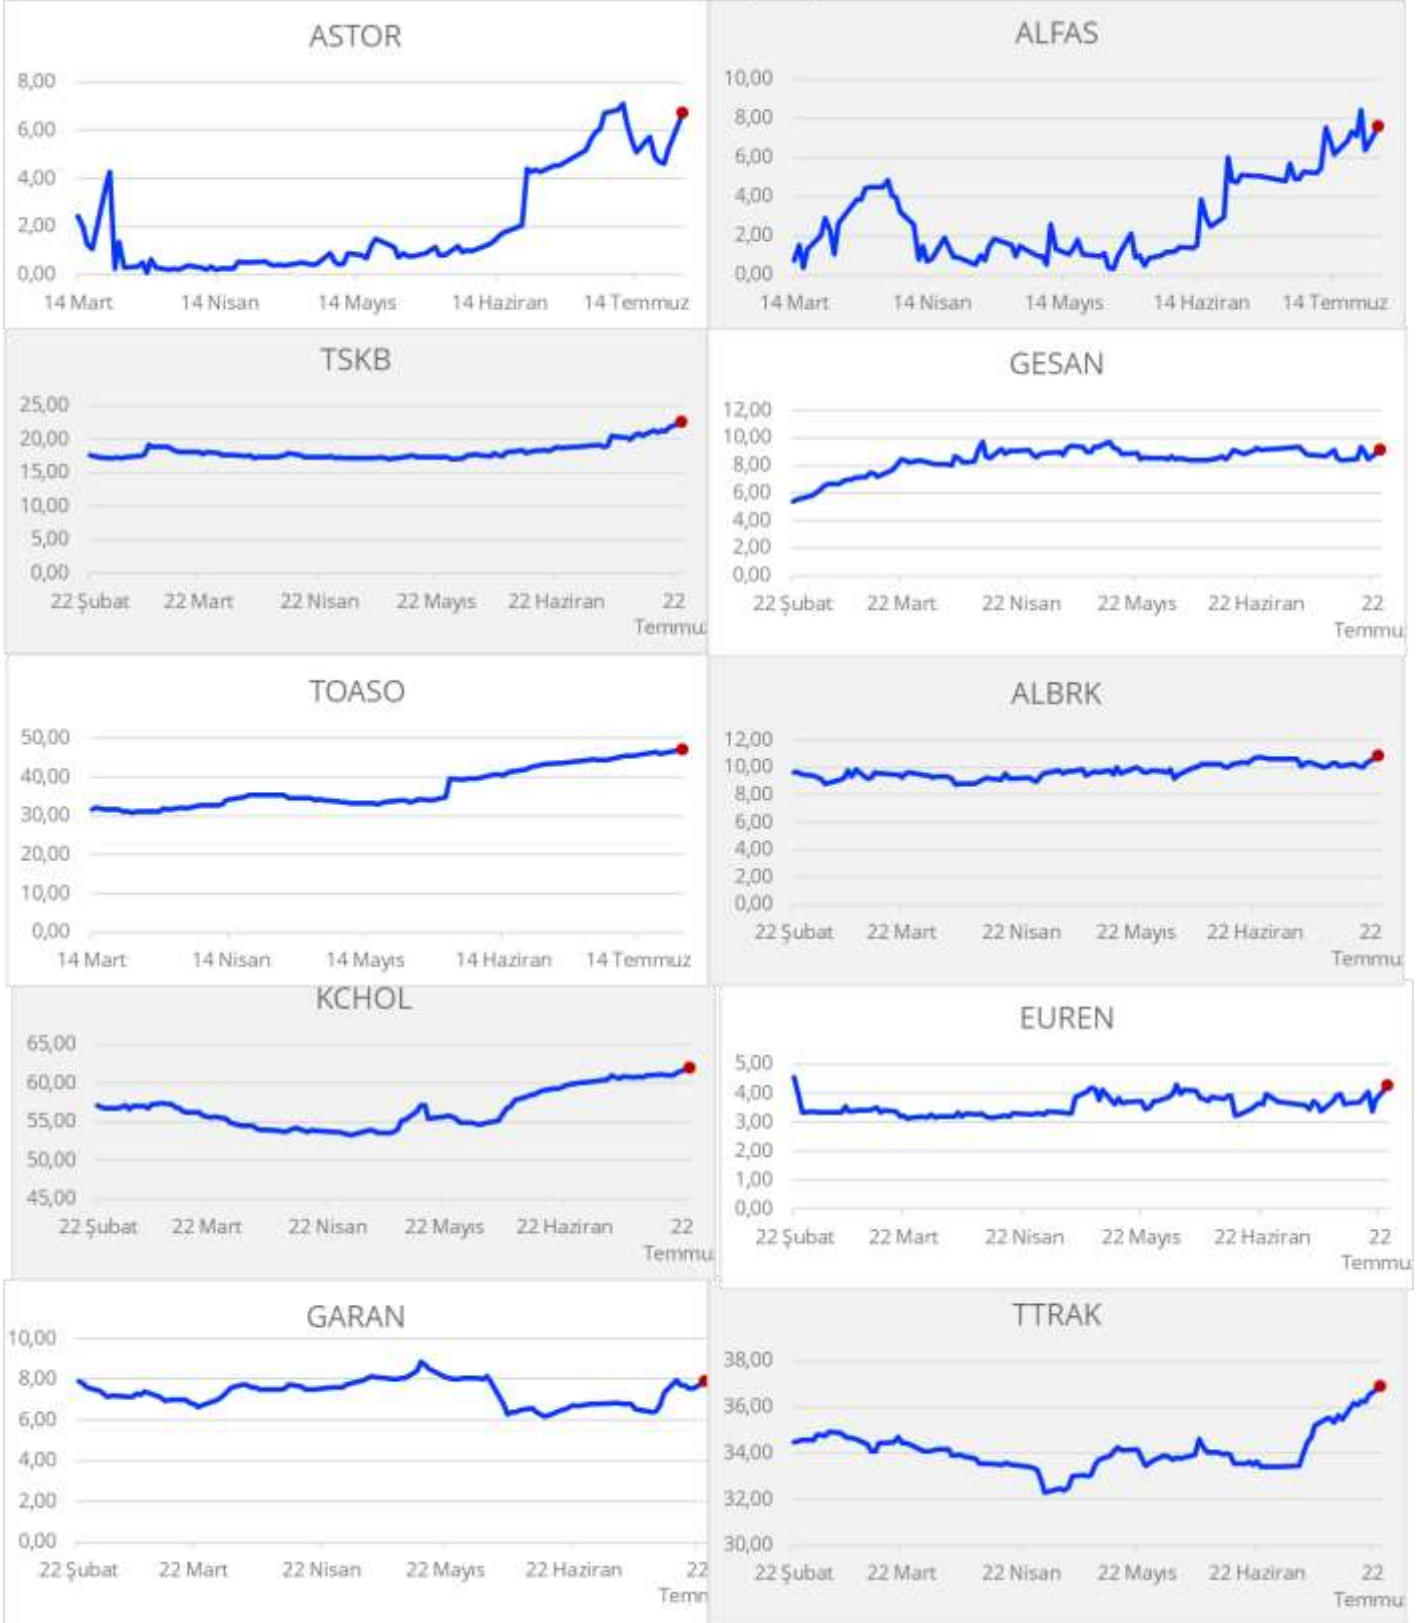 ASTOR
8,00
6,00
4,00
2,00
0,00
14 Mart 14 Nisan 14 Mayıs 14 Haziran 14 Temmuz
ALFAS
10,00
8,00
6,00
4,00
2,00
0,00
14 Mart 14 Nisan 14 Mayıs 14 Haziran 14 Temmuz
TSKB
25,00
20,00
15,00
10,00
5,00
0,00
22 Şubat 22 Mart 22 Nisan 22 Mayıs 22 Haziran 22
Temmuz
GESAN
12,00
10,00
8,00
6,00
4,00
2,00
0,00
22 Şubat 22 Mart 22 Nisan 22 Mayıs 22 Haziran 22
Temmu
TOASO
50,00
40,00
30,00
20,00
10,00
0,00
14 Mart 14 Nisan 14 Mayıs 14 Haziran 14 Temmuz
ALBRK
12,00
10,00
8,00
6,00
4,00
2,00
0,00
22 Şubat 22 Mart 22 Nisan 22 Mayıs 22 Haziran 22
Temmu
KCHOL
65,00
60,00
55,00
50,00
45,00
22 Şubat 22 Mart 22 Nisan 22 Mayıs 22 Haziran 22
Temmu
EUREN
5,00
4,00
3,00
2,00
1,00
0,00
22 Şubat 22 Mart 22 Nisan 22 Mayıs 22 Haziran 22
Temmu
GARAN
10,00
8,00
6,00
4,00
2,00
0,00
22 Şubat 22 Mart 22 Nisan 22 Mayıs 22 Haziran 22
Temn
TTRAK
38,00
36,00
34,00
32,00
30,00
22 Şubat 22 Mart 22 Nisan 22 Mayıs 22 Haziran 22
Temmu